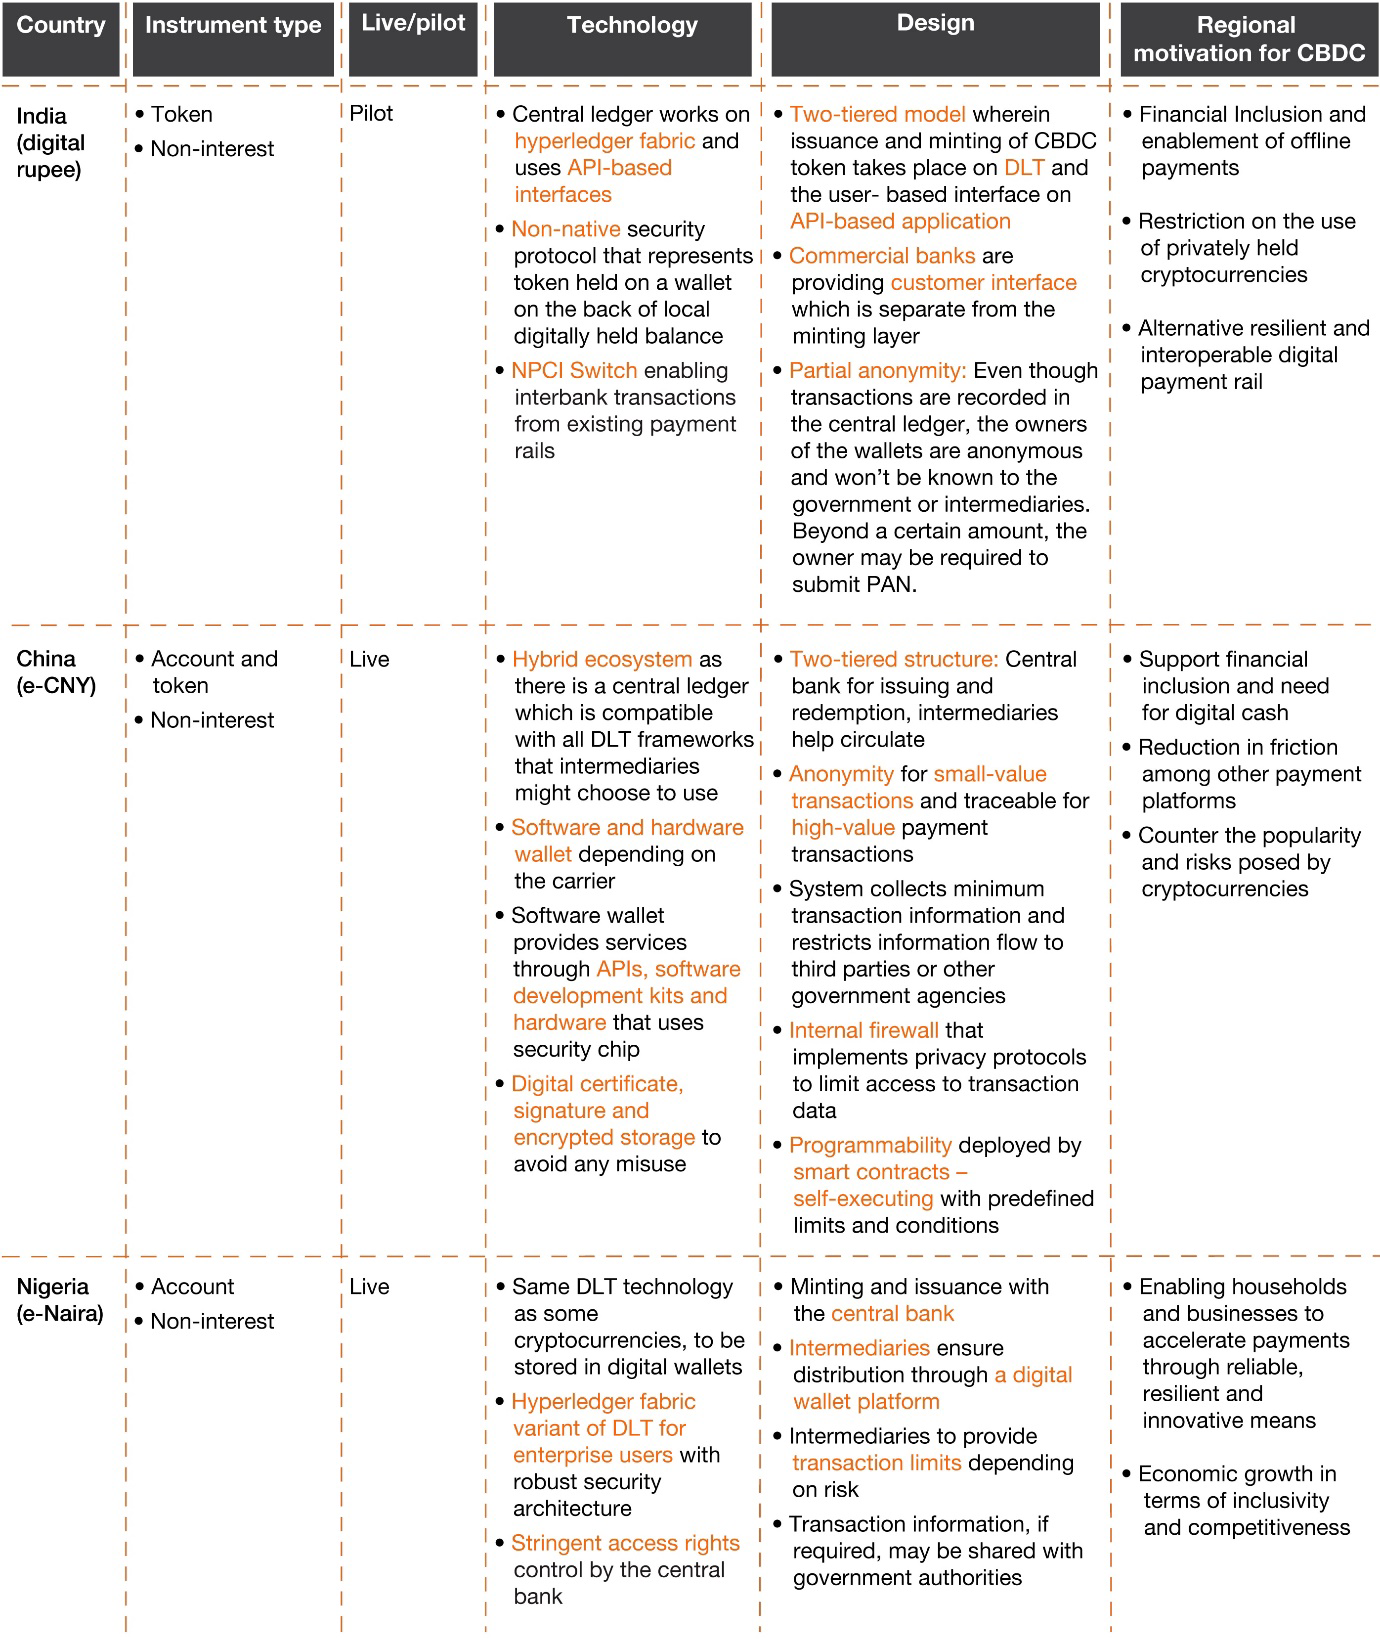 Country
Instrument type
Live/pilot
Technology
Design
Regional
motivation for CBDC
India
(digital
rupee)
• Token
• Non-interest
Pilot
• Central ledger works on
hyperledger fabric and
uses API-based
interfaces
• Non-native security
protocol that represents
token held on a wallet
on the back of local
digitally held balance
• NPCI Switch enabling
interbank transactions
from existing payment
rails
• Two-tiered model wherein
issuance and minting of CBDC
token takes place on DLT and
the user- based interface on
API-based application
• Commercial banks are
providing customer interface
which is separate from the
minting layer
• Partial anonymity: Even though
transactions are recorded in
the central ledger, the owners
of the wallets are anonymous
and won’t be known to the
government or intermediaries.
Beyond a certain amount, the
owner may be required to
submit PAN.
• Financial Inclusion and
enablement of offline
payments
• Restriction on the use
of privately held
cryptocurrencies
• Alternative resilient and
interoperable digital
payment rail
China
(e-CNY)
• Account and
token
• Non-interest
Live
• Hybrid ecosystem as
there is a central ledger
which is compatible
with all DLT frameworks
that intermediaries
might choose to use
• Software and hardware
wallet depending on
the carrier
• Software wallet
provides services
through APIs, software
development kits and
hardware that uses
security chip
• Digital certificate,
signature and
encrypted storage to
avoid any misuse
• Two-tiered structure: Central
bank for issuing and
redemption, intermediaries
help circulate
• Anonymity for small-value
transactions and traceable for
high-value payment
transactions
• System collects minimum
transaction information and
restricts information flow to
third parties or other
government agencies
• Internal firewall that
implements privacy protocols
to limit access to transaction
data
• Programmability deployed by
smart contracts –
self-executing with predefined
limits and conditions
• Support financial
inclusion and need
for digital cash
• Reduction in friction
among other payment
platforms
• Counter the popularity
and risks posed by
cryptocurrencies
Nigeria
(e-Naira)
• Account
• Non-interest
Live
• Same DLT technology
as some
cryptocurrencies, to be
stored in digital wallets
• Hyperledger fabric
variant of DLT for
enterprise users with
robust security
architecture
• Stringent access rights
control by the central
bank
• Minting and issuance with
the central bank
• Intermediaries ensure
distribution through a digital
wallet platform
• Intermediaries to provide
transaction limits depending
on risk
• Transaction information, if
required, may be shared with
government authorities
• Enabling households
and businesses to
accelerate payments
through reliable,
resilient and
innovative means
• Economic growth in
terms of inclusivity
and competitiveness